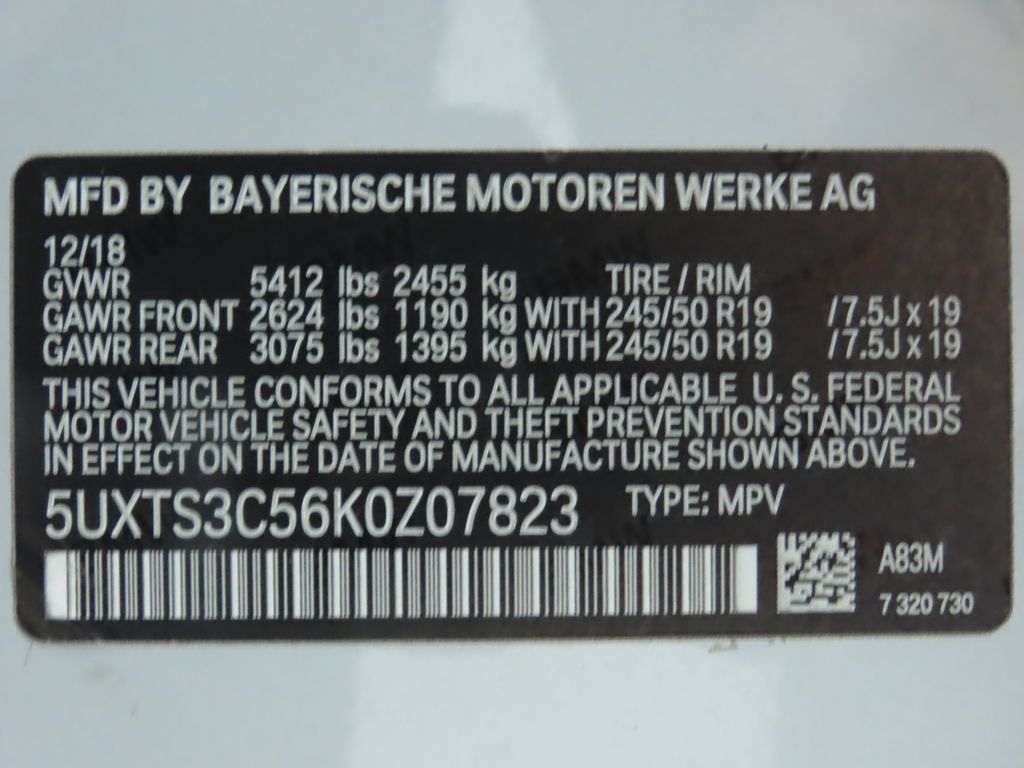 MFD BY BAYERISCHE MOTOREN WERKE AG
12/18
GVWR 5412 lbs 2455 kg TIRE / RIM
GAWR FRONT 2624 lbs 1190 kg WITH 245/50 R19 /7.5J x 19
GAWR REAR 3075 lbs 1395 kg WITH 245/50 R19 /7.5J x 19
THIS VEHICLE CONFORMS TO ALL APPLICABLE U. S. FEDERAL
MOTOR VEHICLE SAFETY AND THEFT PREVENTION STANDARDS
IN EFFECT ON THE DATE OF MANUFACTURE SHOWN ABOVE.
5UXTS3C56K0Z07823 TYPE: MPV
A83M
7 320 730